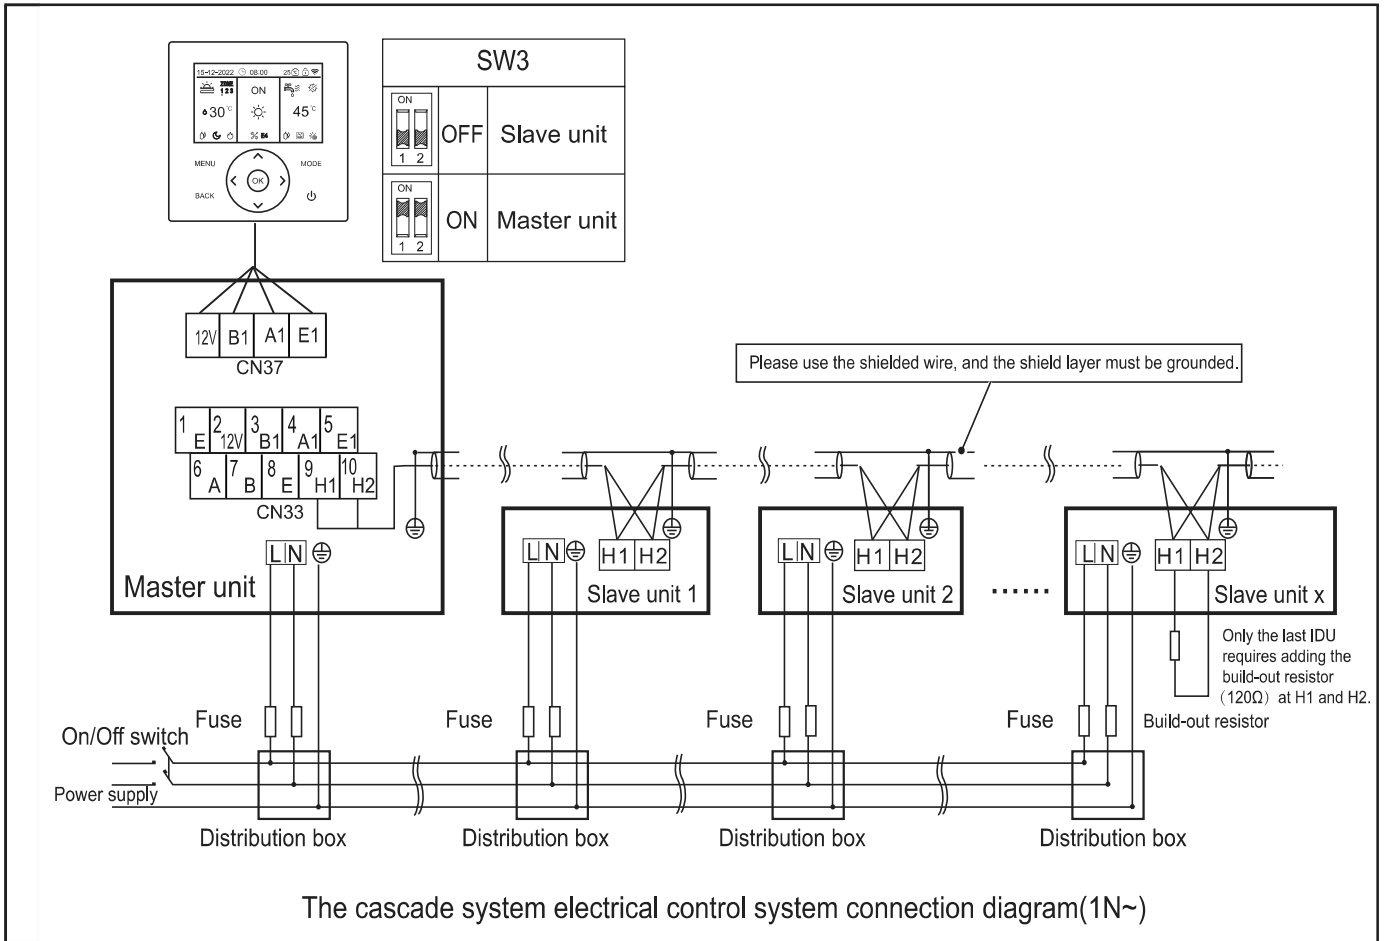 15-12-2022 08:00 25
ZONE
1 2 3
ON
30°C
45°C
MENU
MODE
OK
BACK
SW3
ON
1 2
OFF
Slave unit
ON
1 2
ON
Master unit
12V B1 A1 E1
CN37
Please use the shielded wire, and the shield layer must be grounded.
1 E 2 12V 3 B1 4 A1 5 E1
6 A 7 B 8 E 9 H1 10 H2
CN33
L N
Master unit
L N
H1 H2
Slave unit 1
L N
H1 H2
Slave unit 2
......
L N
H1 H2
Slave unit x
Only the last IDU
requires adding the
build-out resistor
(120Ω) at H1 and H2.
Build-out resistor
Fuse
Fuse
Fuse
Fuse
On/Off switch
Power supply
Distribution box
Distribution box
Distribution box
Distribution box
The cascade system electrical control system connection diagram(1N~)